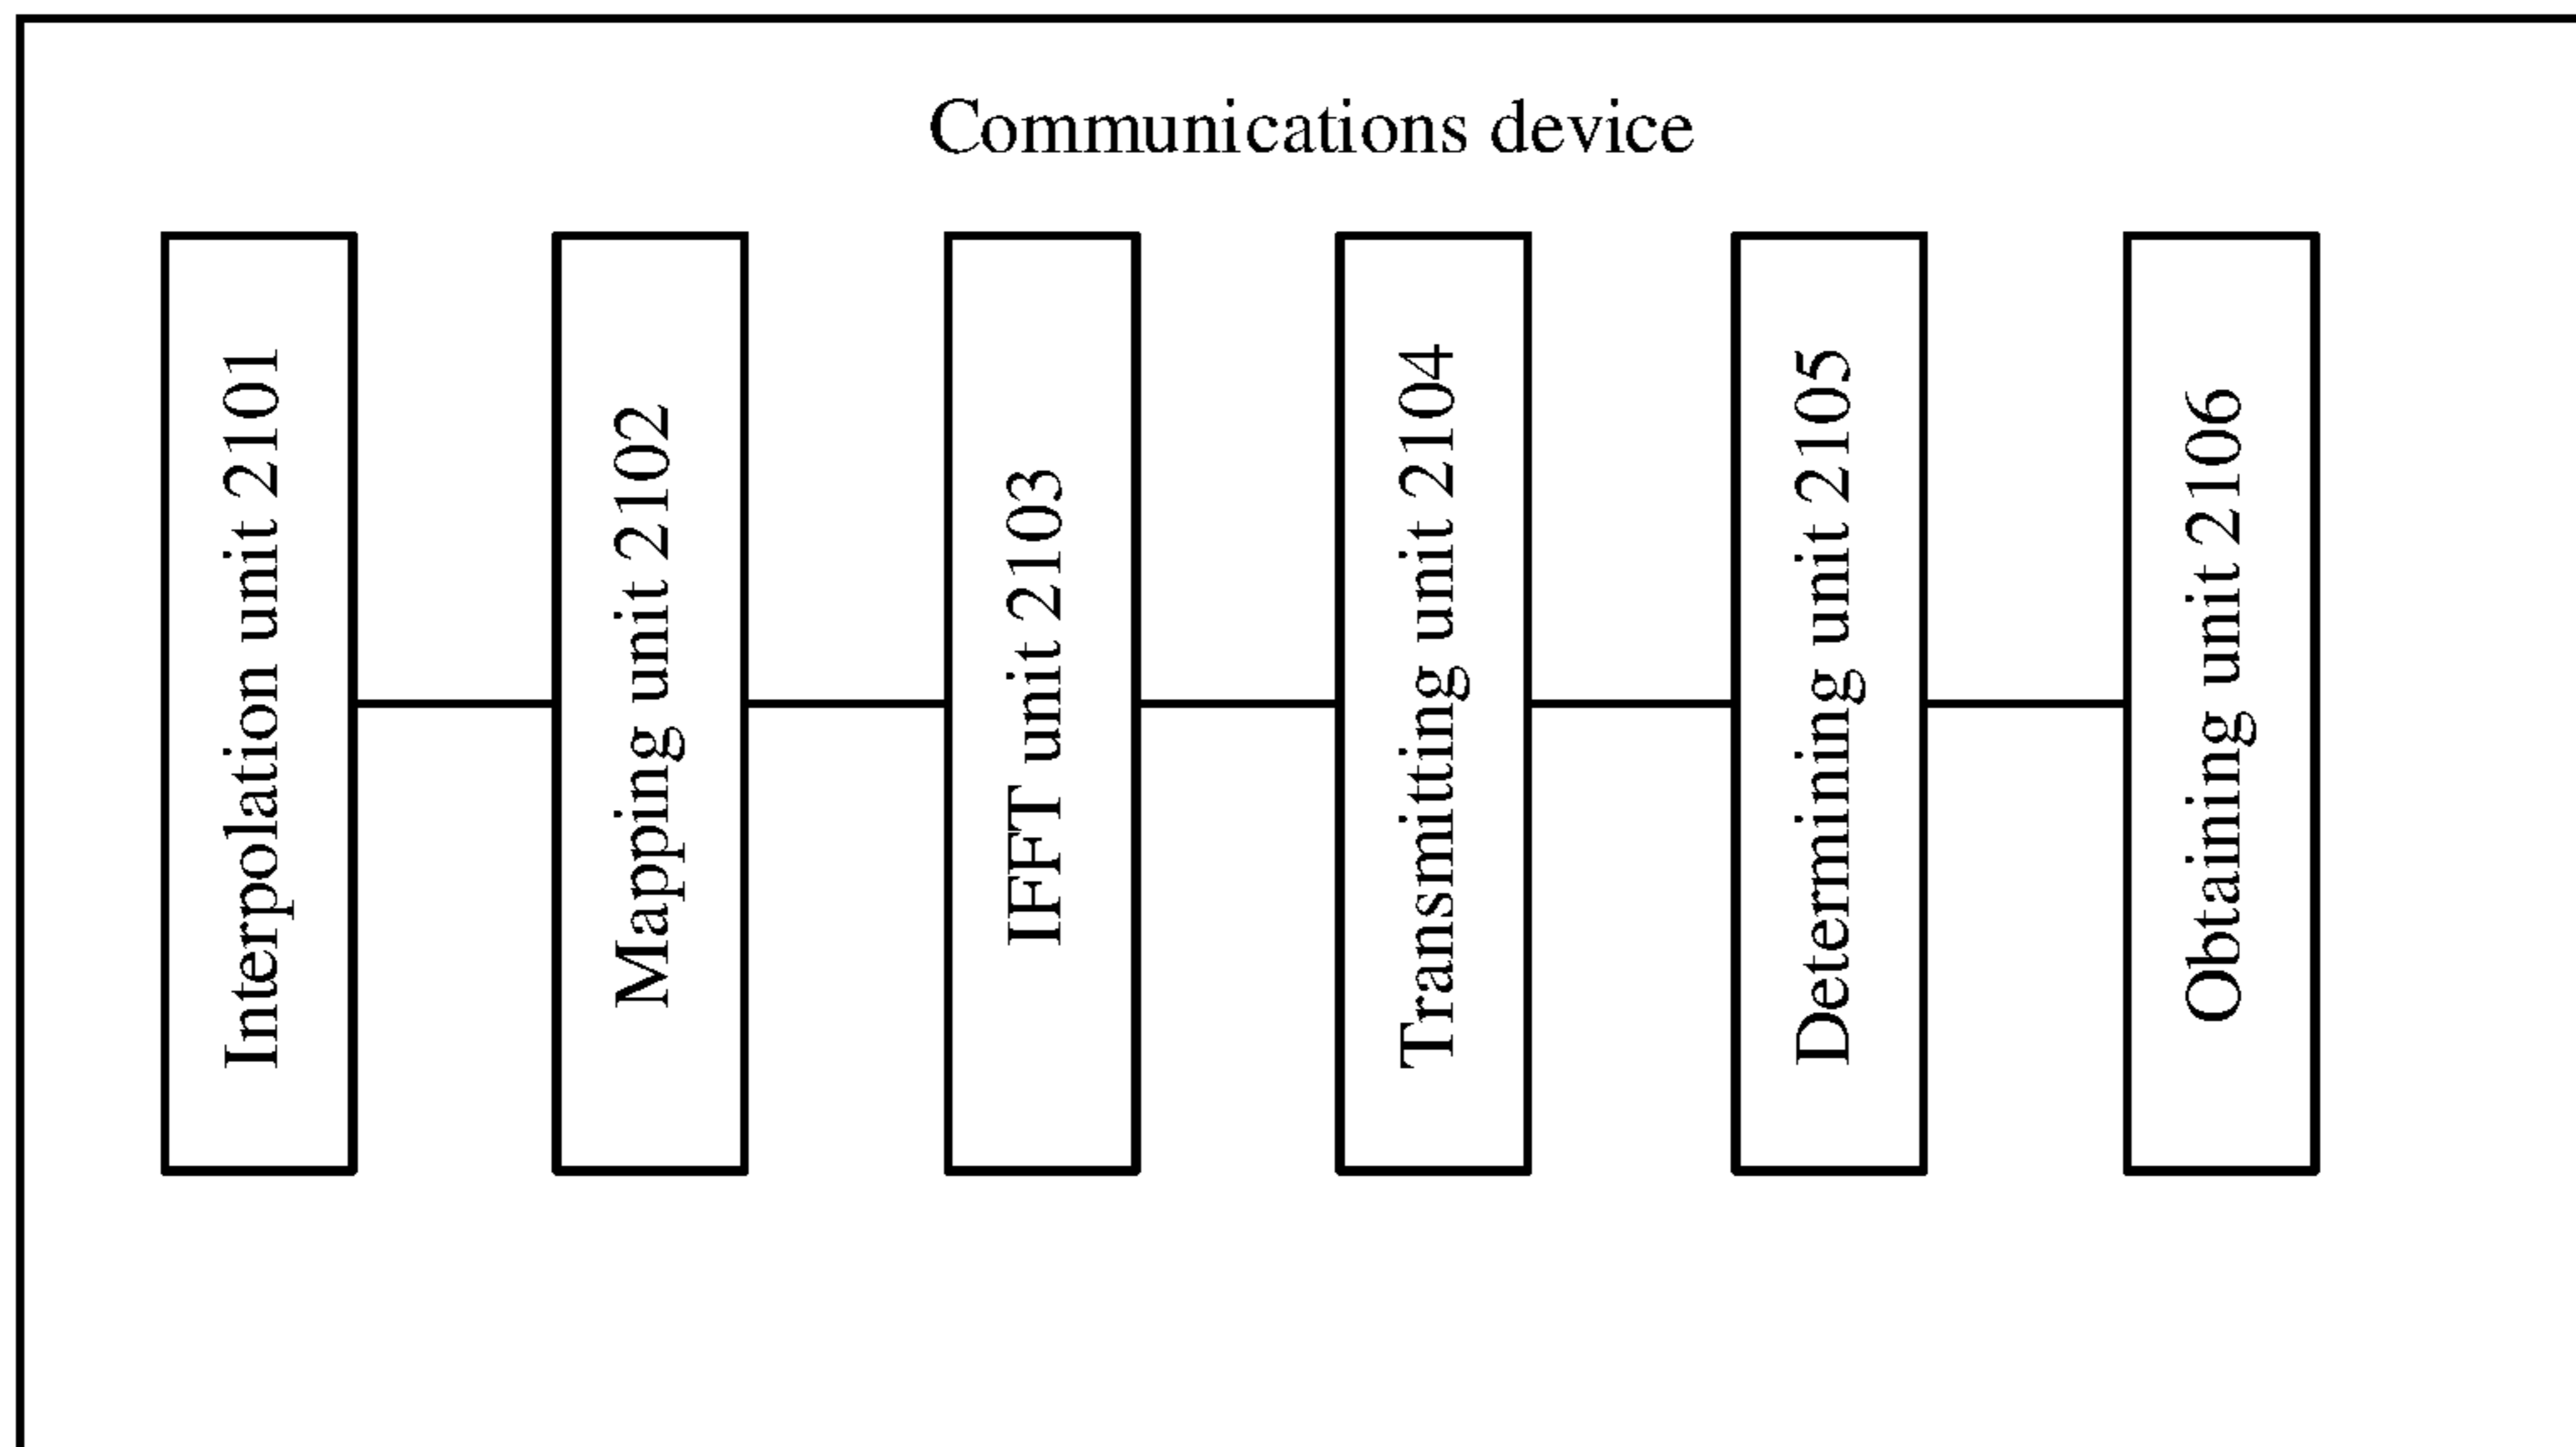 Communications device
Interpolation unit 2101
Mapping unit 2102
IFFT unit 2103
Transmitting unit 2104
Determining unit 2105
Obtaining unit 2106